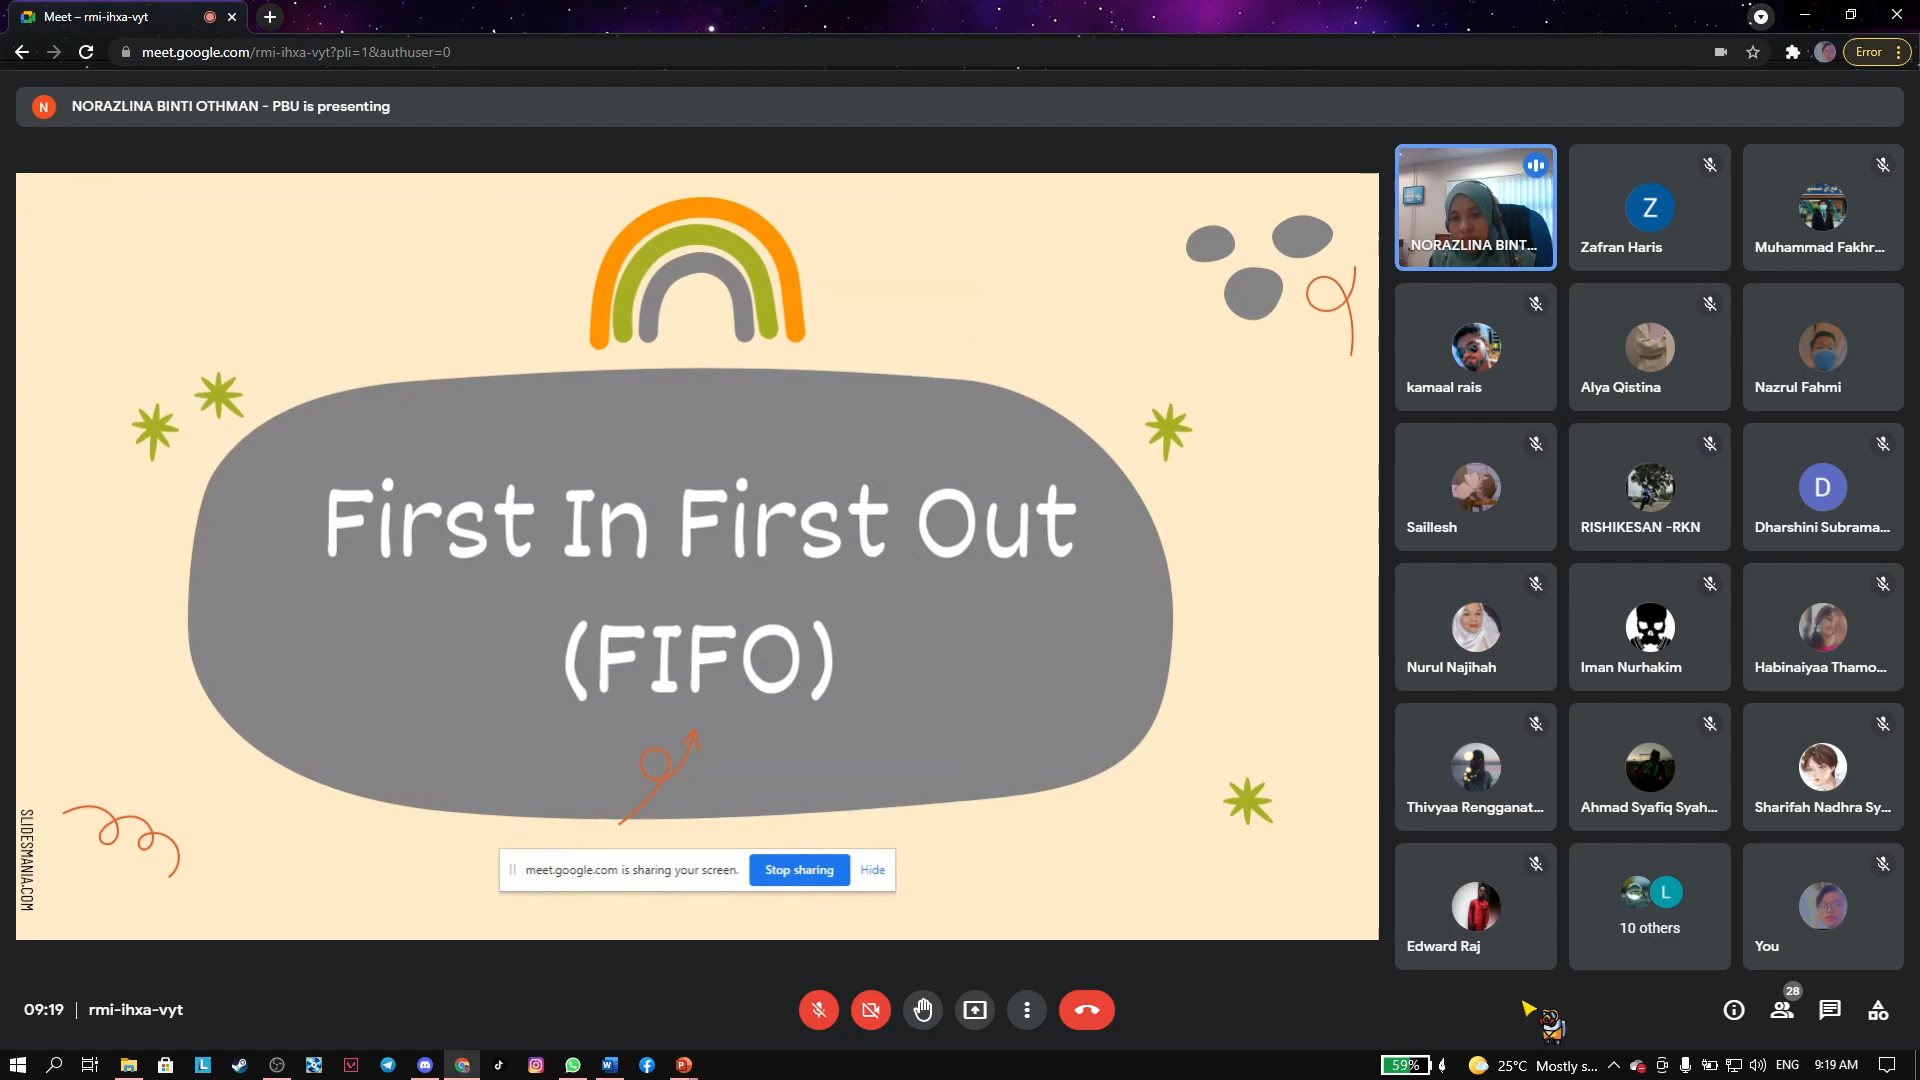 Meet – rmi-ihxa-vyt
meet.google.com/rmi-ihxa-vyt?pli=1&authuser=0
Error
N
NORAZLINA BINTI OTHMAN - PBU is presenting
First In First Out
(FIFO)
SLIDESMANIA.COM
meet.google.com is sharing your screen.
Stop sharing
Hide
NORAZLINA BINT...
Z
Zafran Haris
Muhammad Fakhr...
kamaal rais
Alya Qistina
Nazrul Fahmi
Saillesh
RISHIKESAN -RKN
D
Dharshini Subrama...
Nurul Najihah
Iman Nurhakim
Habinaiyaa Thamo...
Thivyaa Rengganat...
Ahmad Syafiq Syah...
Sharifah Nadhra Sy...
Edward Raj
L
10 others
You
09:19 | rmi-ihxa-vyt
28
59%
25°C Mostly s...
ENG
9:19 AM